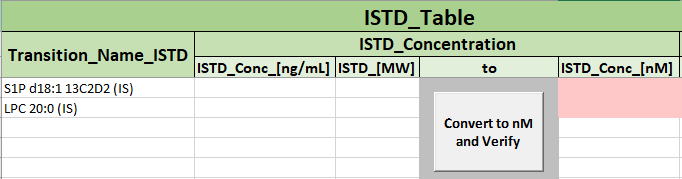 ISTD_Table
Transition_Name_ISTD
ISTD_Concentration
ISTD_Conc_[ng/mL] ISTD_[MW] to ISTD_Conc_[nM]
S1P d18:1 13C2D2 (IS)
LPC 20:0 (IS)
Convert to nM
and Verify